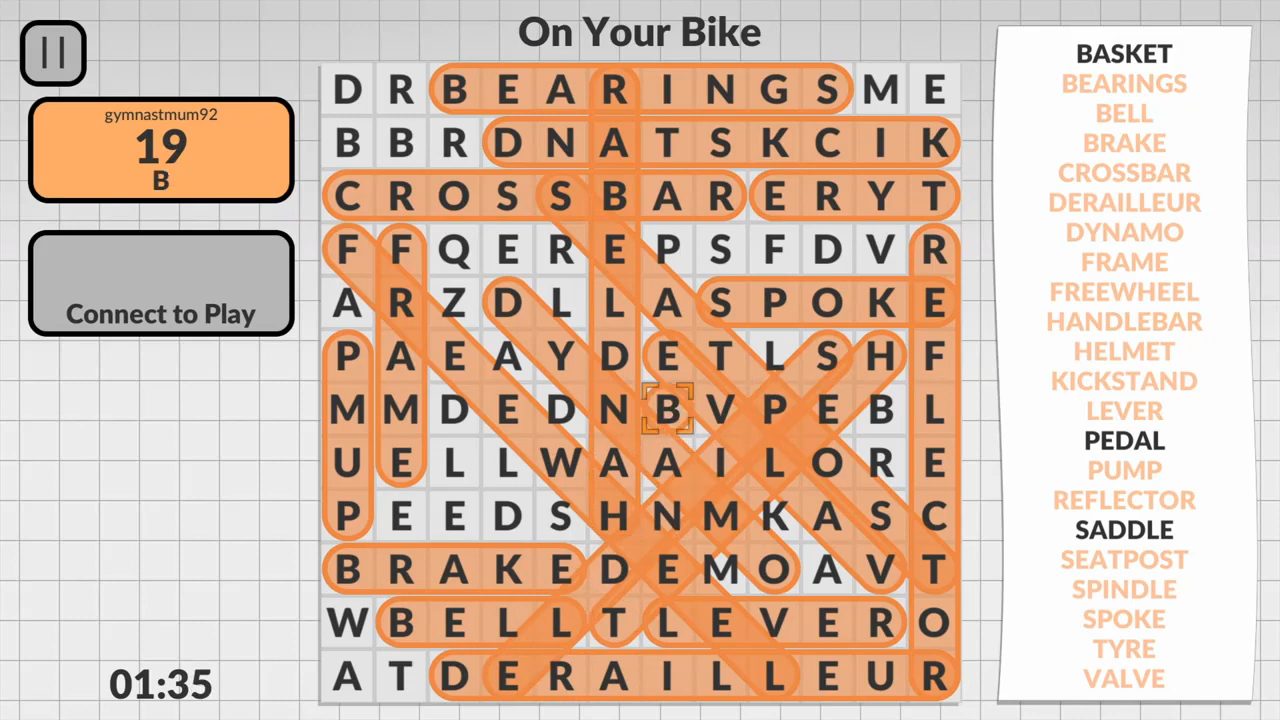 On Your Bike
gymnastmum92
19
B
Connect to Play
01:35
D R B E A R I N G S M E
B B R D N A T S K C I K
C R O S S B A R E R Y T
F F Q E R E P S F D V R
A R Z D L L A S P O K E
P A E A Y D E T L S H F
M M D E D N B V P E B L
U E L L W A A I L O R E
P E E D S H N M K A S C
B R A K E D E M O A V T
W B E L L T L E V E R O
A T D E R A I L L E U R
BASKET
BEARINGS
BELL
BRAKE
CROSSBAR
DERAILLEUR
DYNAMO
FRAME
FREEWHEEL
HANDLEBAR
HELMET
KICKSTAND
LEVER
PEDAL
PUMP
REFLECTOR
SADDLE
SEATPOST
SPINDLE
SPOKE
TYRE
VALVE